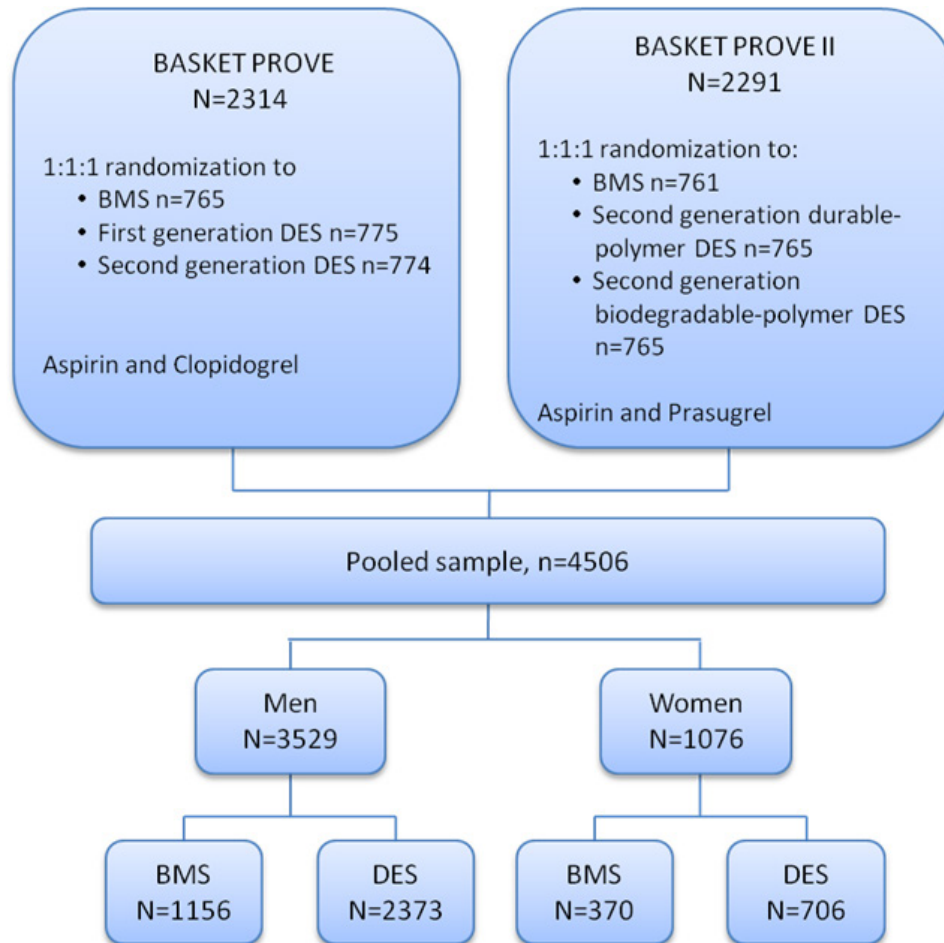 BASKET PROVE
N=2314
1:1:1 randomization to
• BMS n=765
• First generation DES n=775
• Second generation DES n=774
Aspirin and Clopidogrel
BASKET PROVE II
N=2291
1:1:1 randomization to:
• BMS n=761
• Second generation durable-
polymer DES n=765
• Second generation
biodegradable-polymer DES
n=765
Aspirin and Prasugrel
Pooled sample, n=4506
Men
N=3529
Women
N=1076
BMS
N=1156
DES
N=2373
BMS
N=370
DES
N=706